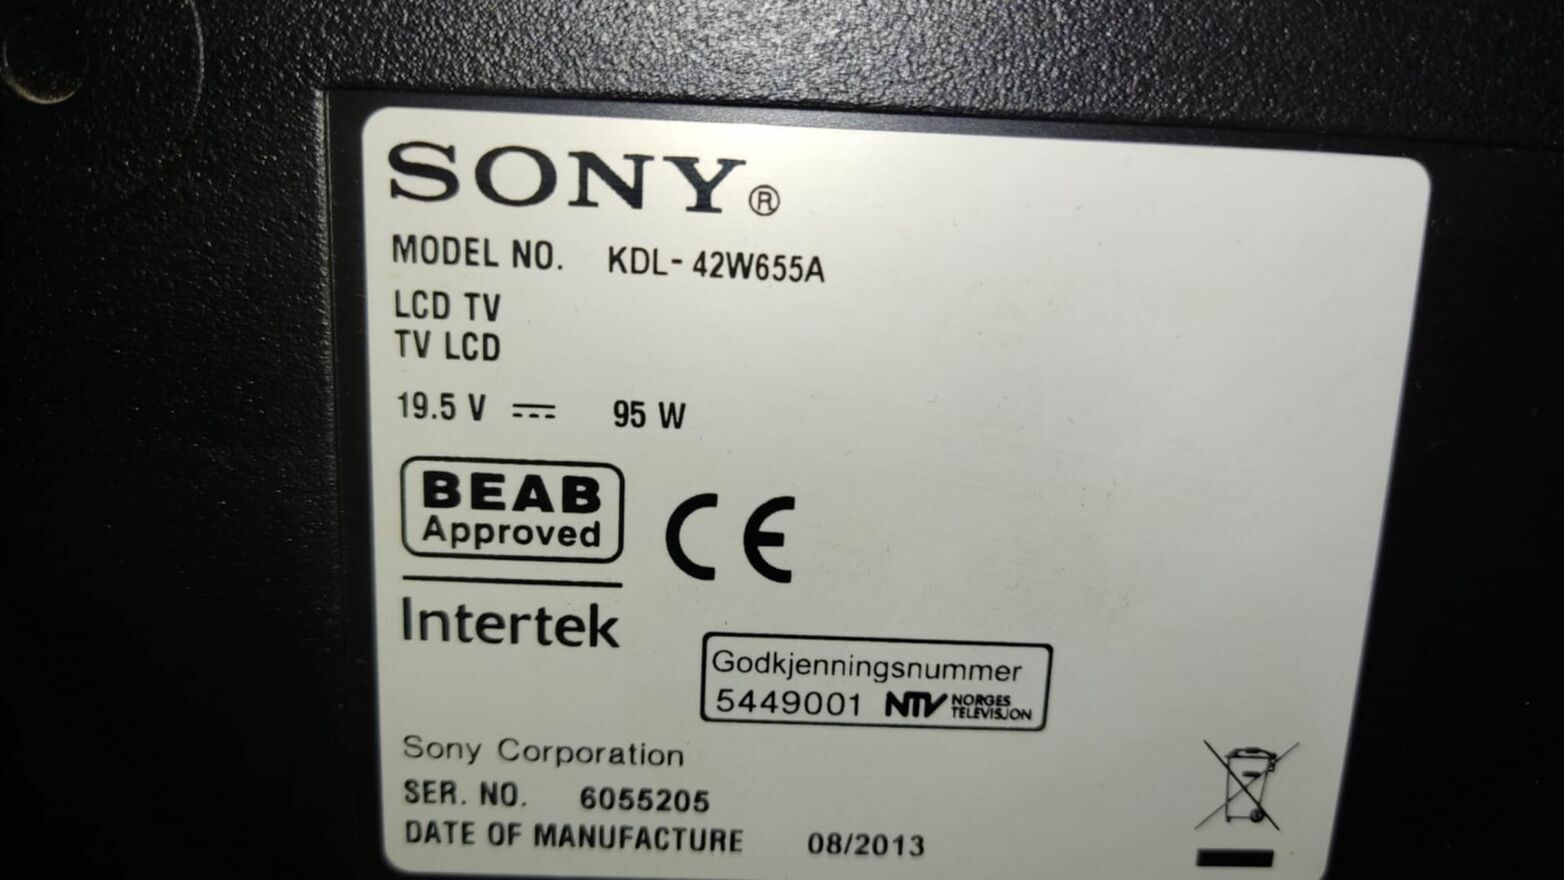 SONY®
MODEL NO. KDL-42W655A
LCD TV
TV LCD
19.5 V ⎓ 95 W
BEAB
Approved
CE
Intertek
Godkjenningsnummer
5449001 NTV NORGES TELEVISJON
Sony Corporation
SER. NO. 6055205
DATE OF MANUFACTURE 08/2013